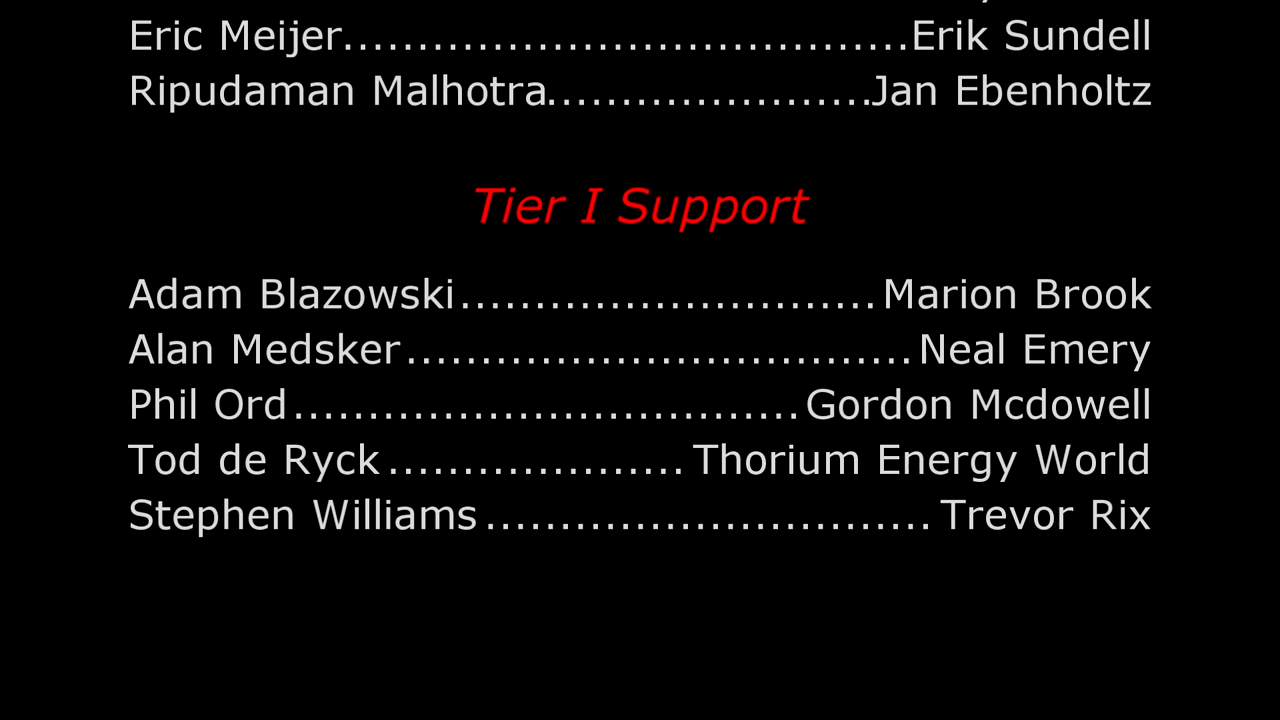 Eric Meijer......................................Erik Sundell
Ripudaman Malhotra......................Jan Ebenholtz
Tier I Support
Adam Blazowski............................Marion Brook
Alan Medsker..................................Neal Emery
Phil Ord..................................Gordon Mcdowell
Tod de Ryck....................Thorium Energy World
Stephen Williams..............................Trevor Rix